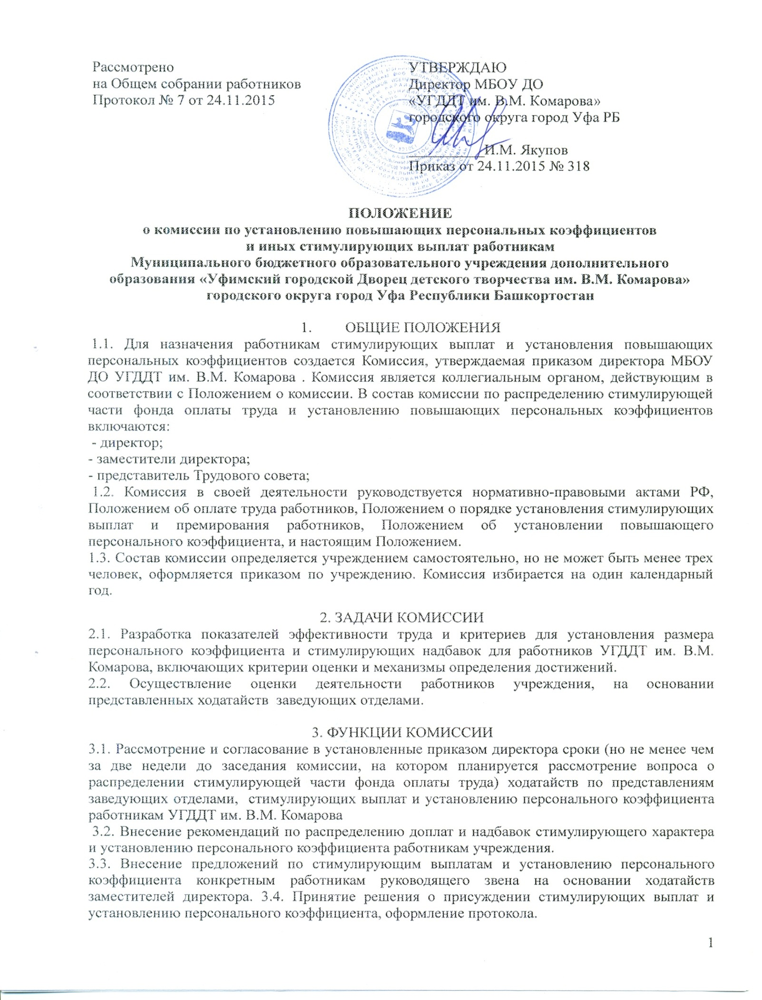 Рассмотрено
на Общем собрании работников
Протокол № 7 от 24.11.2015
УТВЕРЖДАЮ
Директор МБОУ ДО
«УГДДТ им. В.М. Комарова»
городского округа город Уфа РБ
___________И.М. Якупов
Приказ от 24.11.2015 № 318
ПОЛОЖЕНИЕ
о комиссии по установлению повышающих персональных коэффициентов
и иных стимулирующих выплат работникам
Муниципального бюджетного образовательного учреждения дополнительного
образования «Уфимский городской Дворец детского творчества им. В.М. Комарова»
городского округа город Уфа Республики Башкортостан
1. ОБЩИЕ ПОЛОЖЕНИЯ
1.1. Для назначения работникам стимулирующих выплат и установления повышающих
персональных коэффициентов создается Комиссия, утверждаемая приказом директора МБОУ
ДО УГДДТ им. В.М. Комарова . Комиссия является коллегиальным органом, действующим в
соответствии с Положением о комиссии. В состав комиссии по распределению стимулирующей
части фонда оплаты труда и установлению повышающих персональных коэффициентов
включаются:
- директор;
- заместители директора;
- представитель Трудового совета;
1.2. Комиссия в своей деятельности руководствуется нормативно-правовыми актами РФ,
Положением об оплате труда работников, Положением о порядке установления стимулирующих
выплат и премирования работников, Положением об установлении повышающего
персонального коэффициента, и настоящим Положением.
1.3. Состав комиссии определяется учреждением самостоятельно, но не может быть менее трех
человек, оформляется приказом по учреждению. Комиссия избирается на один календарный
год.
2. ЗАДАЧИ КОМИССИИ
2.1. Разработка показателей эффективности труда и критериев для установления размера
персонального коэффициента и стимулирующих надбавок для работников УГДДТ им. В.М.
Комарова, включающих критерии оценки и механизмы определения достижений.
2.2. Осуществление оценки деятельности работников учреждения, на основании
представленных ходатайств заведующих отделами.
3. ФУНКЦИИ КОМИССИИ
3.1. Рассмотрение и согласование в установленные приказом директора сроки (но не менее чем
за две недели до заседания комиссии, на котором планируется рассмотрение вопроса о
распределении стимулирующей части фонда оплаты труда) ходатайств по представлениям
заведующих отделами, стимулирующих выплат и установлению персонального коэффициента
работникам УГДДТ им. В.М. Комарова
3.2. Внесение рекомендаций по распределению доплат и надбавок стимулирующего характера
и установлению персонального коэффициента работникам учреждения.
3.3. Внесение предложений по стимулирующим выплатам и установлению персонального
коэффициента конкретным работникам руководящего звена на основании ходатайств
заместителей директора. 3.4. Принятие решения о присуждении стимулирующих выплат и
установлению персонального коэффициента, оформление протокола.
1